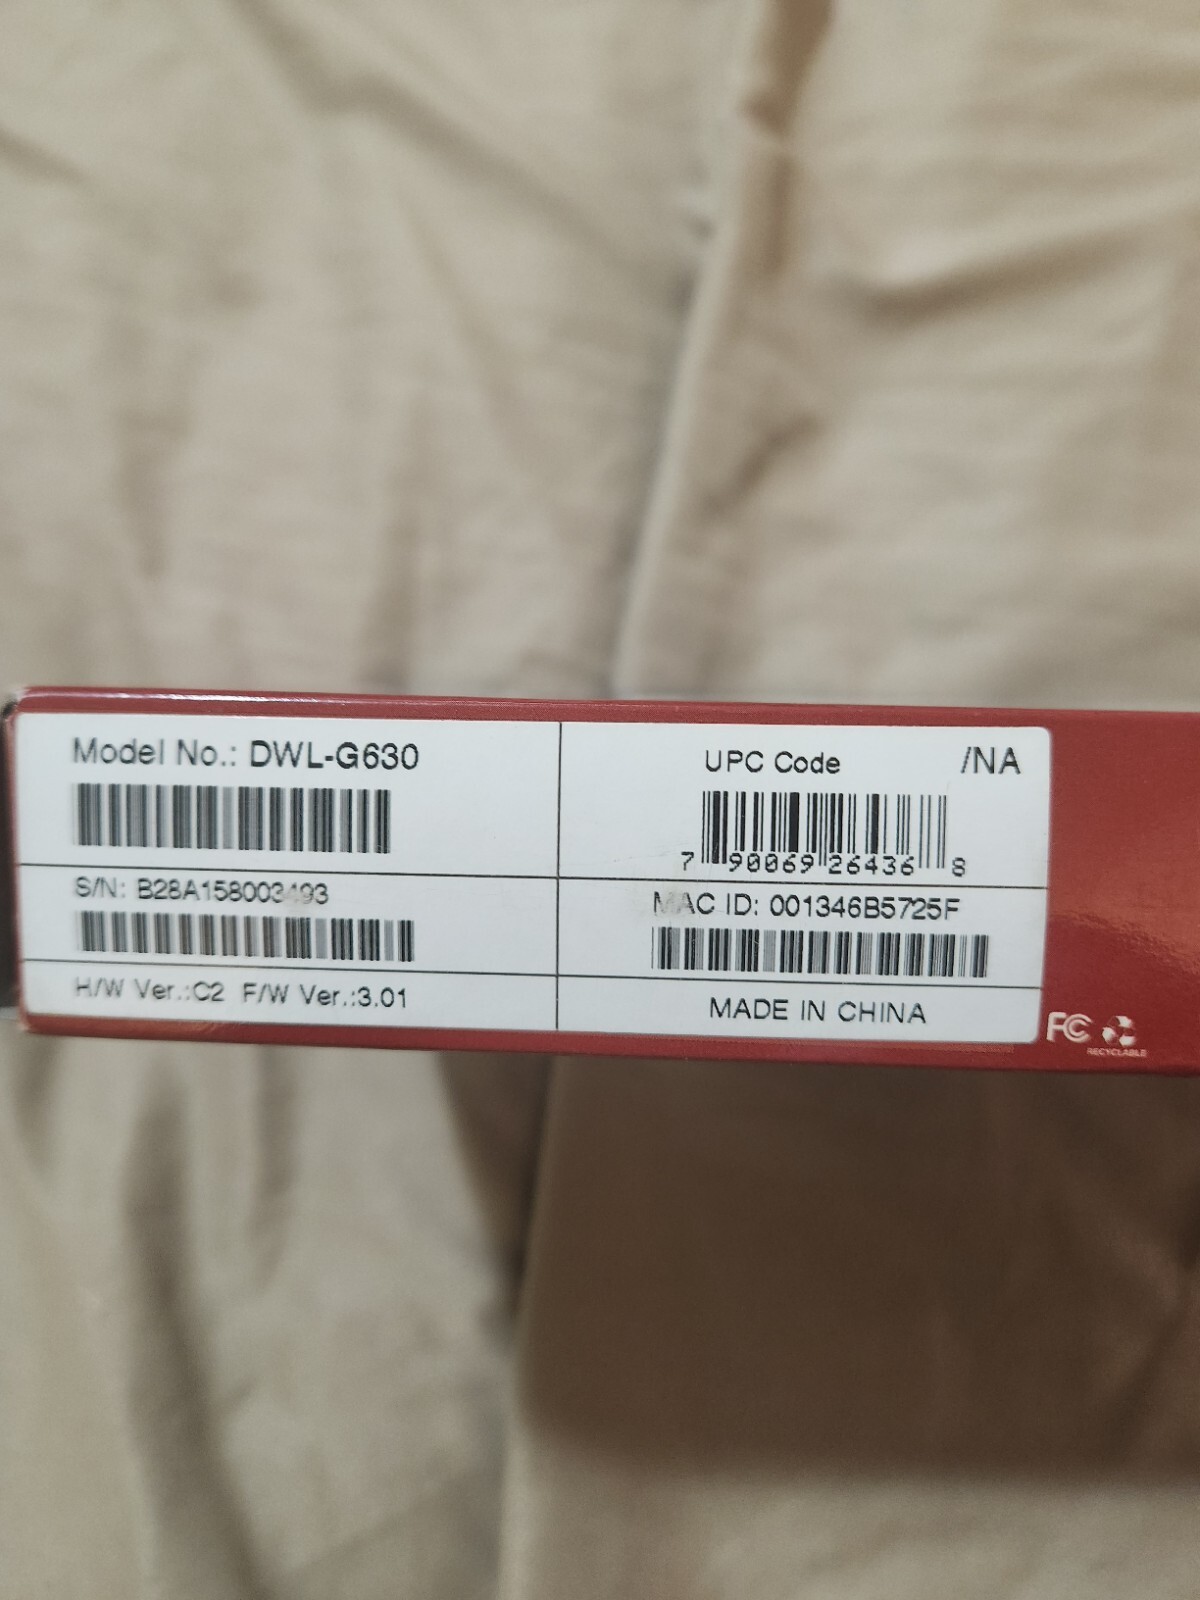 Model No.: DWL-G630
UPC Code /NA
7 90069 26436 8
S/N: B28A158003493
MAC ID: 001346B5725F
H/W Ver.:C2 F/W Ver.:3.01
MADE IN CHINA
FC
RECYCLABLE